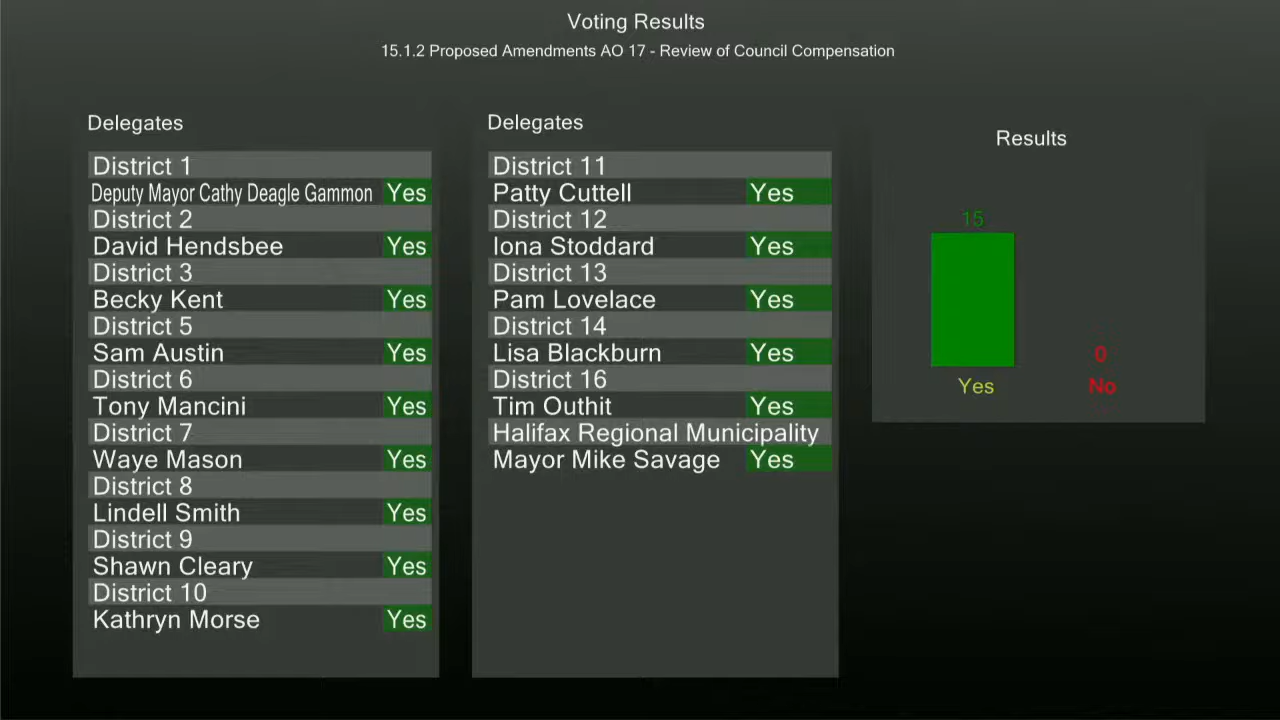 Voting Results
15.1.2 Proposed Amendments AO 17 - Review of Council Compensation
Delegates
District 1
Deputy Mayor Cathy Deagle Gammon Yes
District 2
David Hendsbee Yes
District 3
Becky Kent Yes
District 5
Sam Austin Yes
District 6
Tony Mancini Yes
District 7
Waye Mason Yes
District 8
Lindell Smith Yes
District 9
Shawn Cleary Yes
District 10
Kathryn Morse Yes
Delegates
District 11
Patty Cuttell Yes
District 12
Iona Stoddard Yes
District 13
Pam Lovelace Yes
District 14
Lisa Blackburn Yes
District 16
Tim Outhit Yes
Halifax Regional Municipality
Mayor Mike Savage Yes
Results
15
0
Yes No